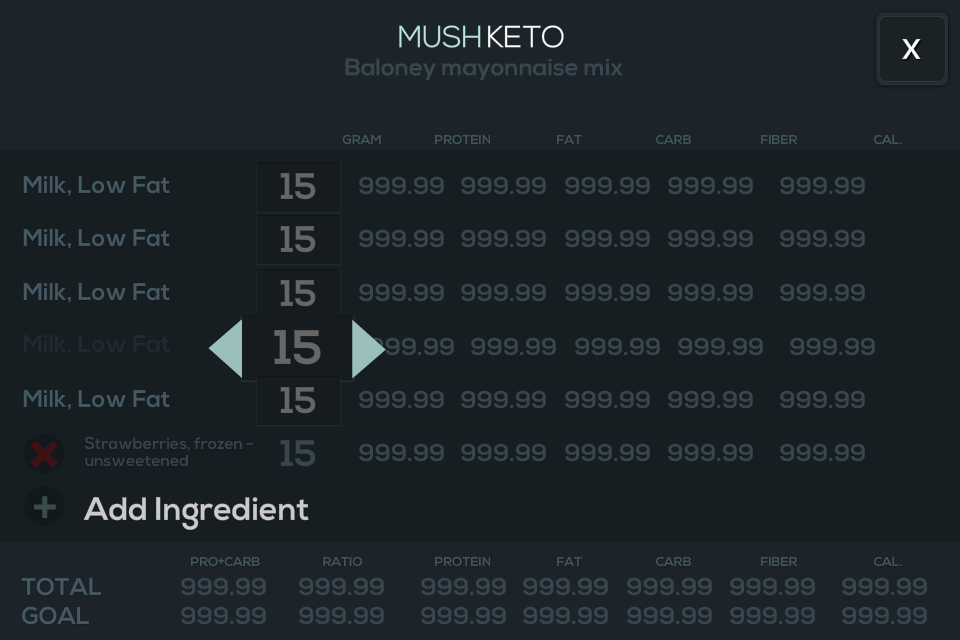 MUSHKETO
Baloney mayonnaise mix
X
GRAM PROTEIN FAT CARB FIBER CAL.
Milk, Low Fat 15 999.99 999.99 999.99 999.99 999.99
Milk, Low Fat 15 999.99 999.99 999.99 999.99 999.99
Milk, Low Fat 15 999.99 999.99 999.99 999.99 999.99
Milk, Low Fat 15 999.99 999.99 999.99 999.99 999.99
Milk, Low Fat 15 999.99 999.99 999.99 999.99 999.99
Strawberries, frozen -
unsweetened 15 999.99 999.99 999.99 999.99 999.99
Add Ingredient
PRO+CARB RATIO PROTEIN FAT CARB FIBER CAL.
TOTAL 999.99 999.99 999.99 999.99 999.99 999.99 999.99
GOAL 999.99 999.99 999.99 999.99 999.99 999.99 999.99